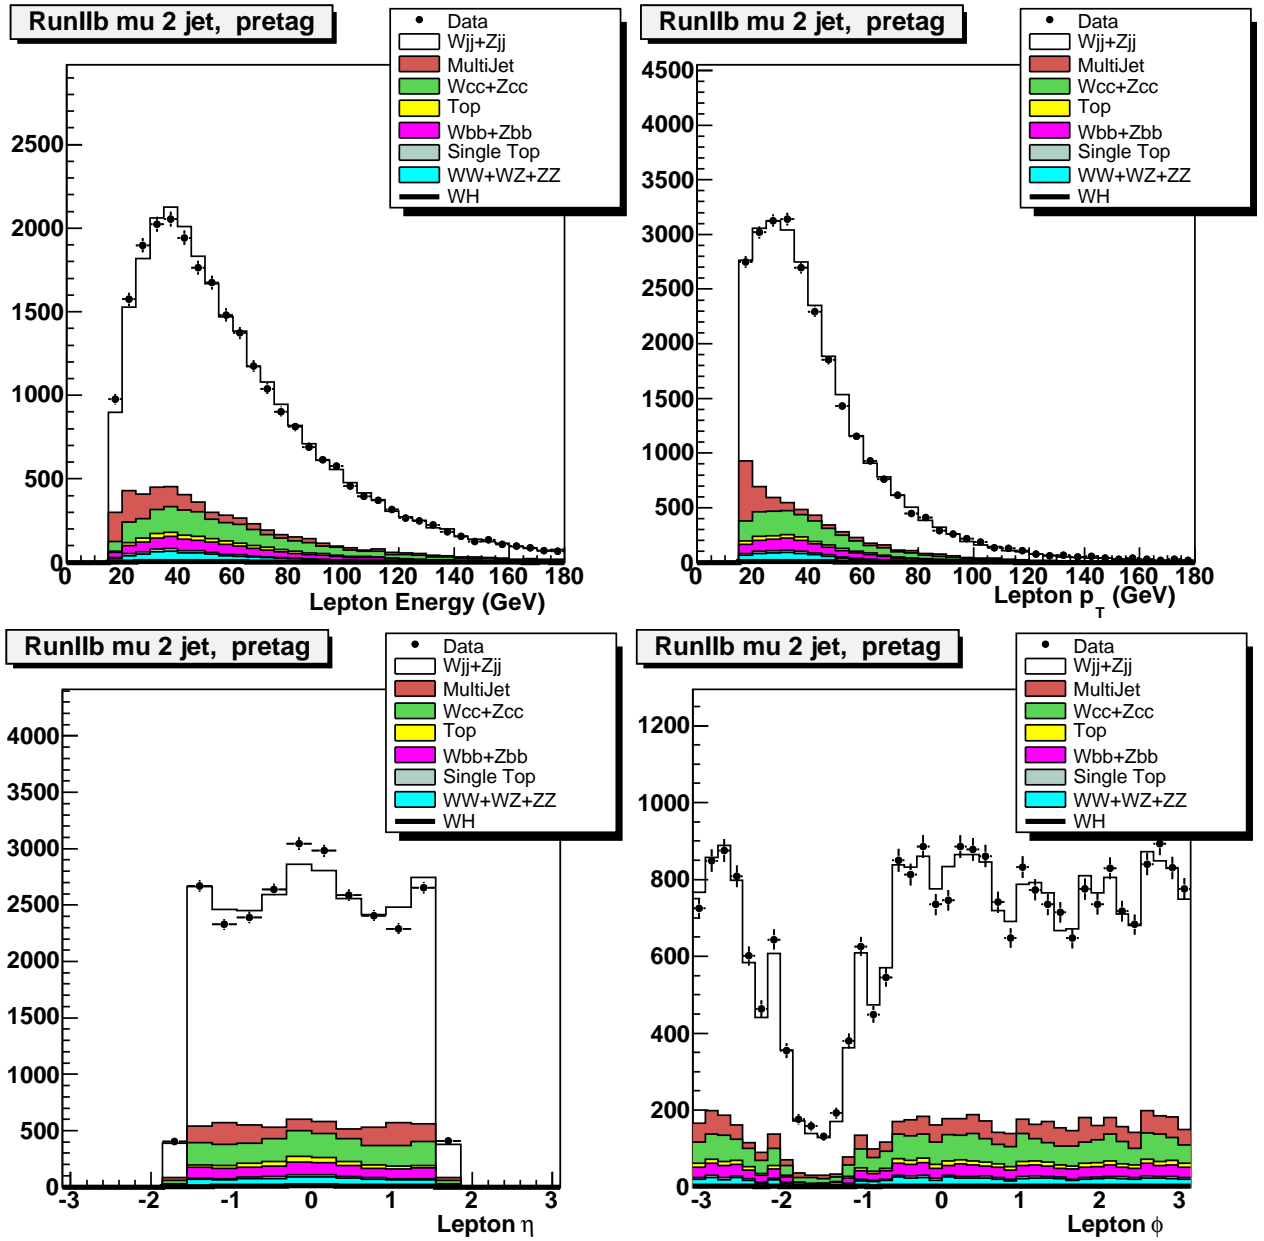 RunIIb mu 2 jet,  pretag
Data
Wjj+Zjj
MultiJet
Wcc+Zcc
Top
Wbb+Zbb
Single Top
WW+WZ+ZZ
WH
2500
2000
1500
1000
500
0
0 20 40 60 80 100 120 140 160 180
Lepton Energy (GeV)
RunIIb mu 2 jet,  pretag
Data
Wjj+Zjj
MultiJet
Wcc+Zcc
Top
Wbb+Zbb
Single Top
WW+WZ+ZZ
WH
4500
4000
3500
3000
2500
2000
1500
1000
500
0
0 20 40 60 80 100 120 140 160 180
Lepton p_T (GeV)
RunIIb mu 2 jet,  pretag
Data
Wjj+Zjj
MultiJet
Wcc+Zcc
Top
Wbb+Zbb
Single Top
WW+WZ+ZZ
WH
4000
3500
3000
2500
2000
1500
1000
500
0
-3 -2 -1 0 1 2 3
Lepton η
RunIIb mu 2 jet,  pretag
Data
Wjj+Zjj
MultiJet
Wcc+Zcc
Top
Wbb+Zbb
Single Top
WW+WZ+ZZ
WH
1200
1000
800
600
400
200
0
-3 -2 -1 0 1 2 3
Lepton ϕ